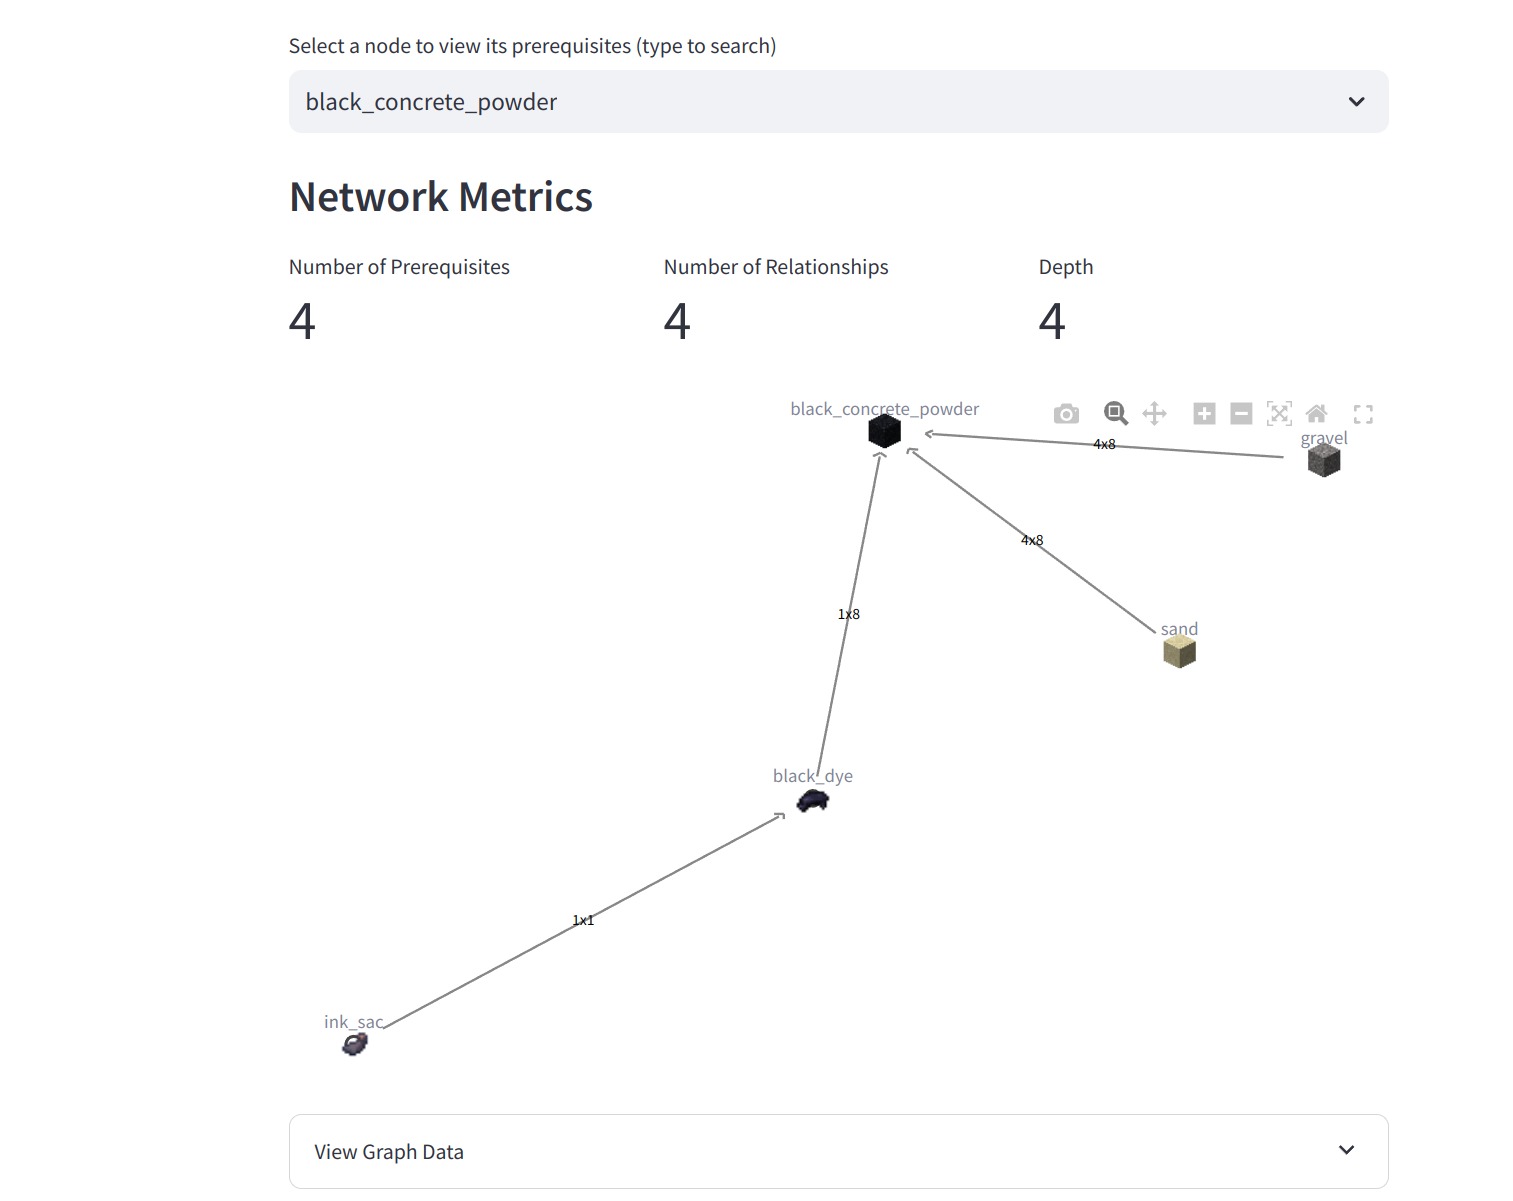 Select a node to view its prerequisites (type to search)
black_concrete_powder
Network Metrics
Number of Prerequisites
4
Number of Relationships
4
Depth
4
black_concrete_powder
gravel
4x8
4x8
1x8
sand
black_dye
1x1
ink_sac
View Graph Data